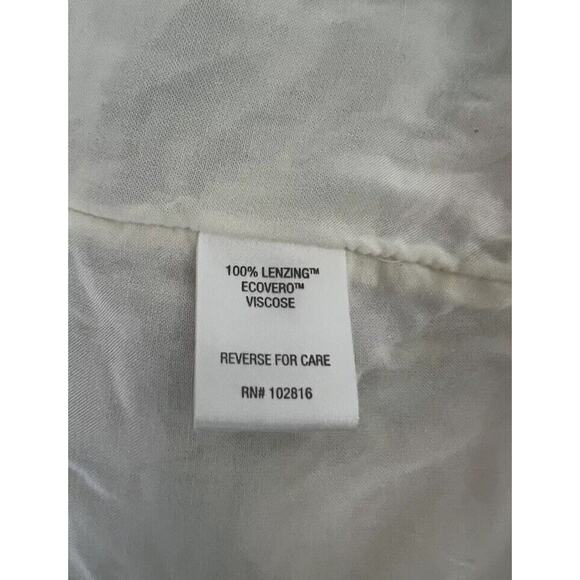 100% LENZING™
ECOVERO™
VISCOSE
REVERSE FOR CARE
RN# 102816